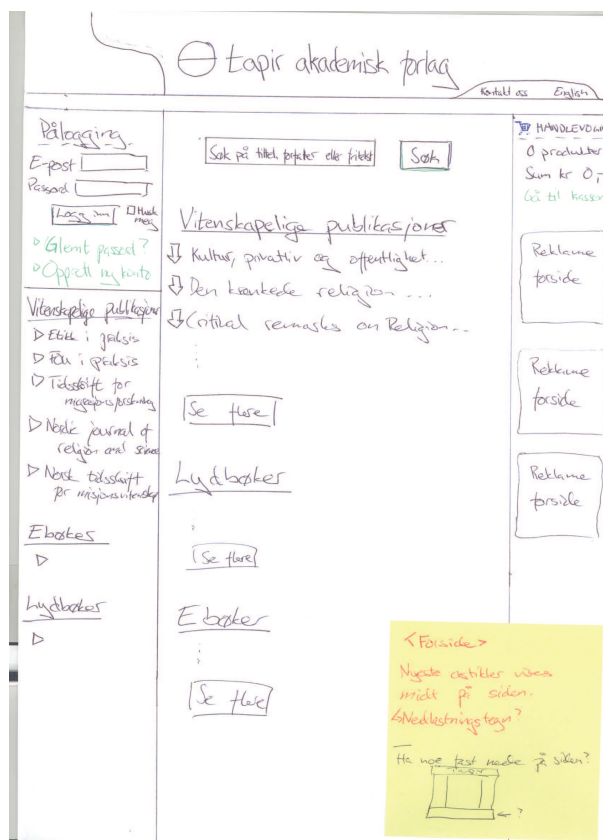 tapir akademisk forlag
Kontakt oss English
Pålogging
E-post
Passord
Logg inn Husk meg
Glemt passord?
Opprett ny konto
Vitenskapelige publikasjoner
Etikk i praksis
FoU i praksis
Tidsskrift for
migrasjonsforskning
Nordic journal of
religion and science
Norsk tidsskrift
for misjonsvitenskap
Ebøker
Lydbøker
Søk på tittel, forfatter eller fritekst Søk
Vitenskapelige publikasjoner
Kultur, privatliv og offentlighet...
Den krenkede religion ...
Critical remarks on Religion...
Se flere
Lydbøker
Se flere
Ebøker
Se flere
HANDLEVOGN
0 produkter
Sum kr 0,-
Gå til kassen
Reklame
forside
Reklame
forside
Reklame
forside
<Forside>
Nyeste artikler vises
midt på siden.
Nedlastningstegn?
Ha noe fast nede på siden?
?